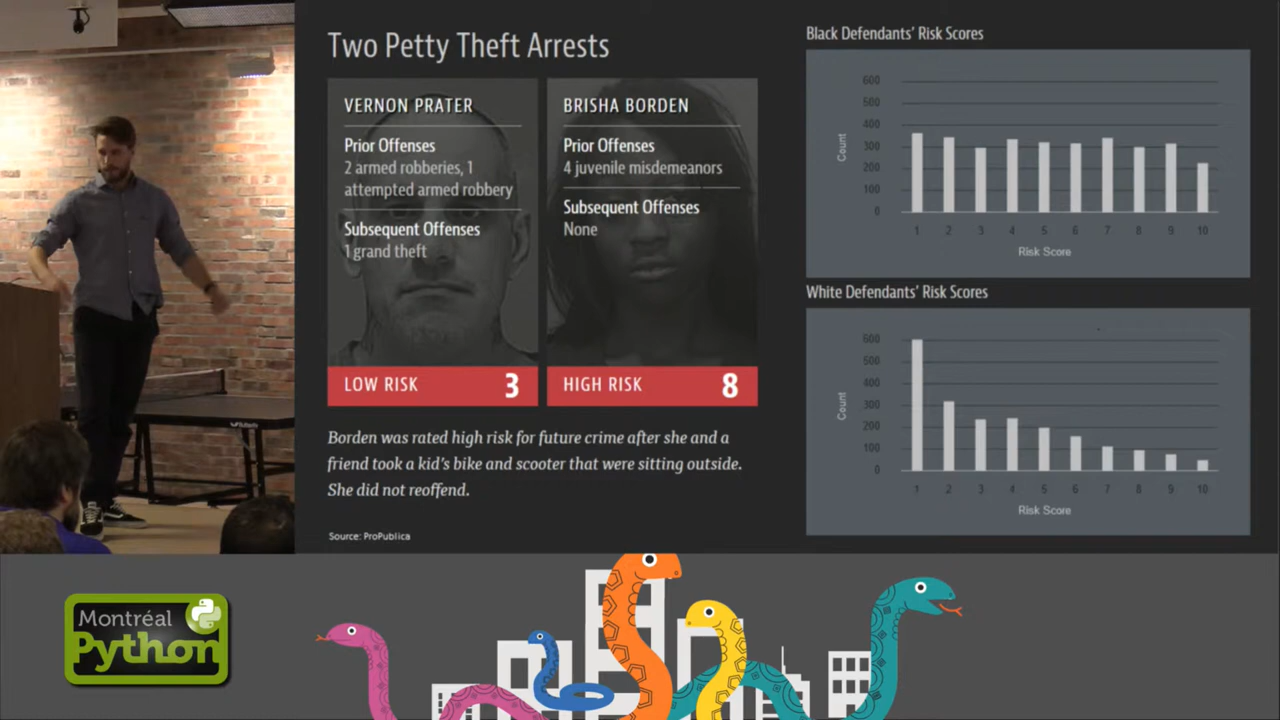 Two Petty Theft Arrests
VERNON PRATER
Prior Offenses
2 armed robberies, 1
attempted armed robbery
Subsequent Offenses
1 grand theft
LOW RISK
3
BRISHA BORDEN
Prior Offenses
4 juvenile misdemeanors
Subsequent Offenses
None
HIGH RISK
8
Borden was rated high risk for future crime after she and a
friend took a kid's bike and scooter that were sitting outside.
She did not reoffend.
Source: ProPublica
Black Defendants' Risk Scores
Count
600
500
400
300
200
100
0
1 2 3 4 5 6 7 8 9 10
Risk Score
White Defendants' Risk Scores
Count
600
500
400
300
200
100
0
1 2 3 4 5 6 7 8 9 10
Risk Score
Montréal
Python